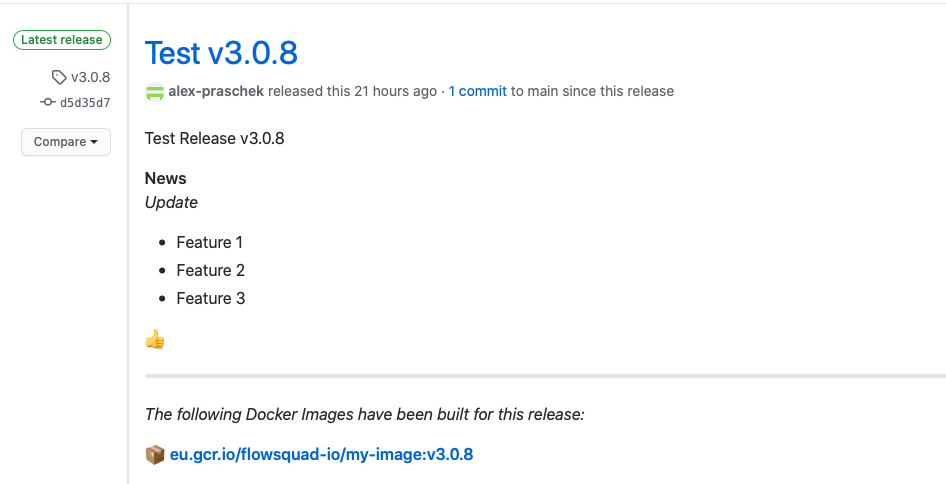 Latest release
v3.0.8
d5d35d7
Compare
Test v3.0.8
alex-praschek released this 21 hours ago · 1 commit to main since this release
Test Release v3.0.8
News
Update
Feature 1
Feature 2
Feature 3
The following Docker Images have been built for this release:
eu.gcr.io/flowsquad-io/my-image:v3.0.8